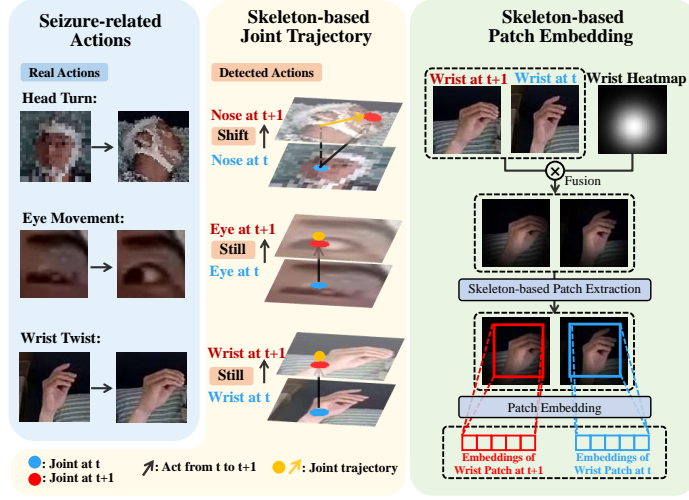 Seizure-related
Actions
Real Actions
Head Turn:
Eye Movement:
Wrist Twist:
Skeleton-based
Joint Trajectory
Detected Actions
Nose at t+1
Shift
Nose at t
Eye at t+1
Still
Eye at t
Wrist at t+1
Still
Wrist at t
: Joint at t
: Joint at t+1
: Act from t to t+1
: Joint trajectory
Skeleton-based
Patch Embedding
Wrist at t+1 Wrist at t Wrist Heatmap
Fusion
Skeleton-based Patch Extraction
Patch Embedding
Embeddings of
Wrist Patch at t+1
Embeddings of
Wrist Patch at t